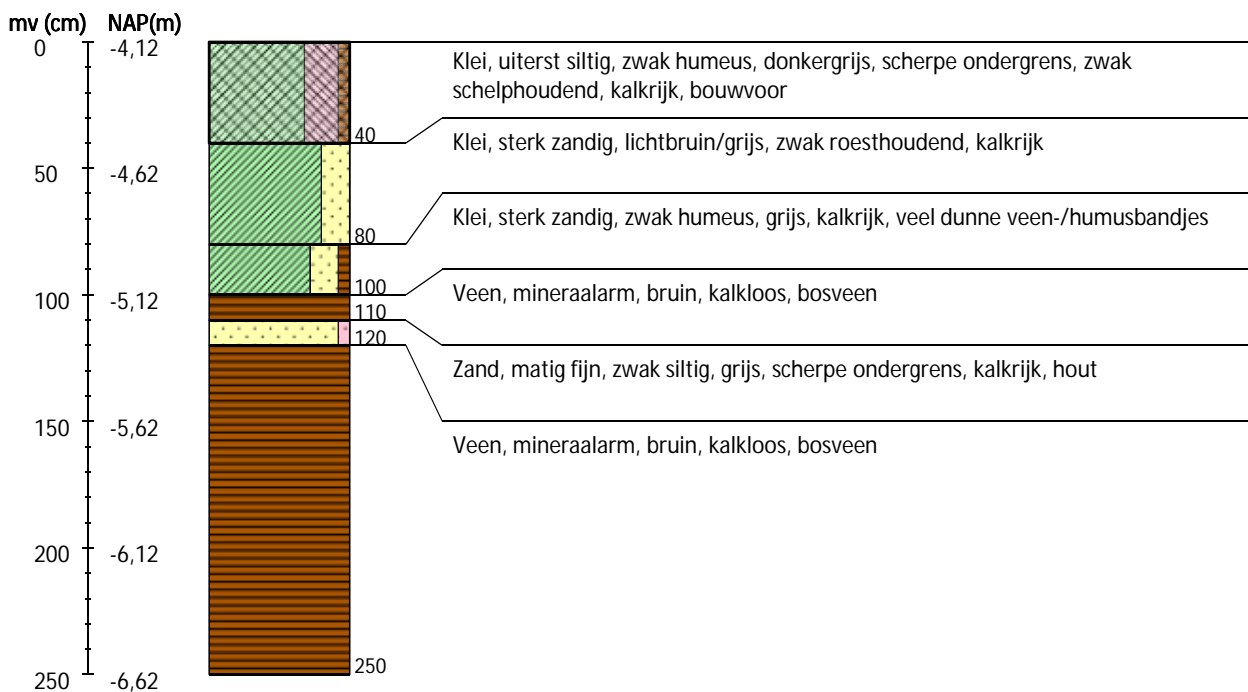 mv (cm) NAP(m)
0 -4,12
Klei, uiterst siltig, zwak humeus, donkergrijs, scherpe ondergrens, zwak
schelphoudend, kalkrijk, bouwvoor
40
Klei, sterk zandig, lichtbruin/grijs, zwak roesthoudend, kalkrijk
50 -4,62
Klei, sterk zandig, zwak humeus, grijs, kalkrijk, veel dunne veen-/humusbandjes
80
100 -5,12
100
Veen, mineraalarm, bruin, kalkloos, bosveen
110
120
Zand, matig fijn, zwak siltig, grijs, scherpe ondergrens, kalkrijk, hout
150 -5,62
Veen, mineraalarm, bruin, kalkloos, bosveen
200 -6,12
250
250 -6,62